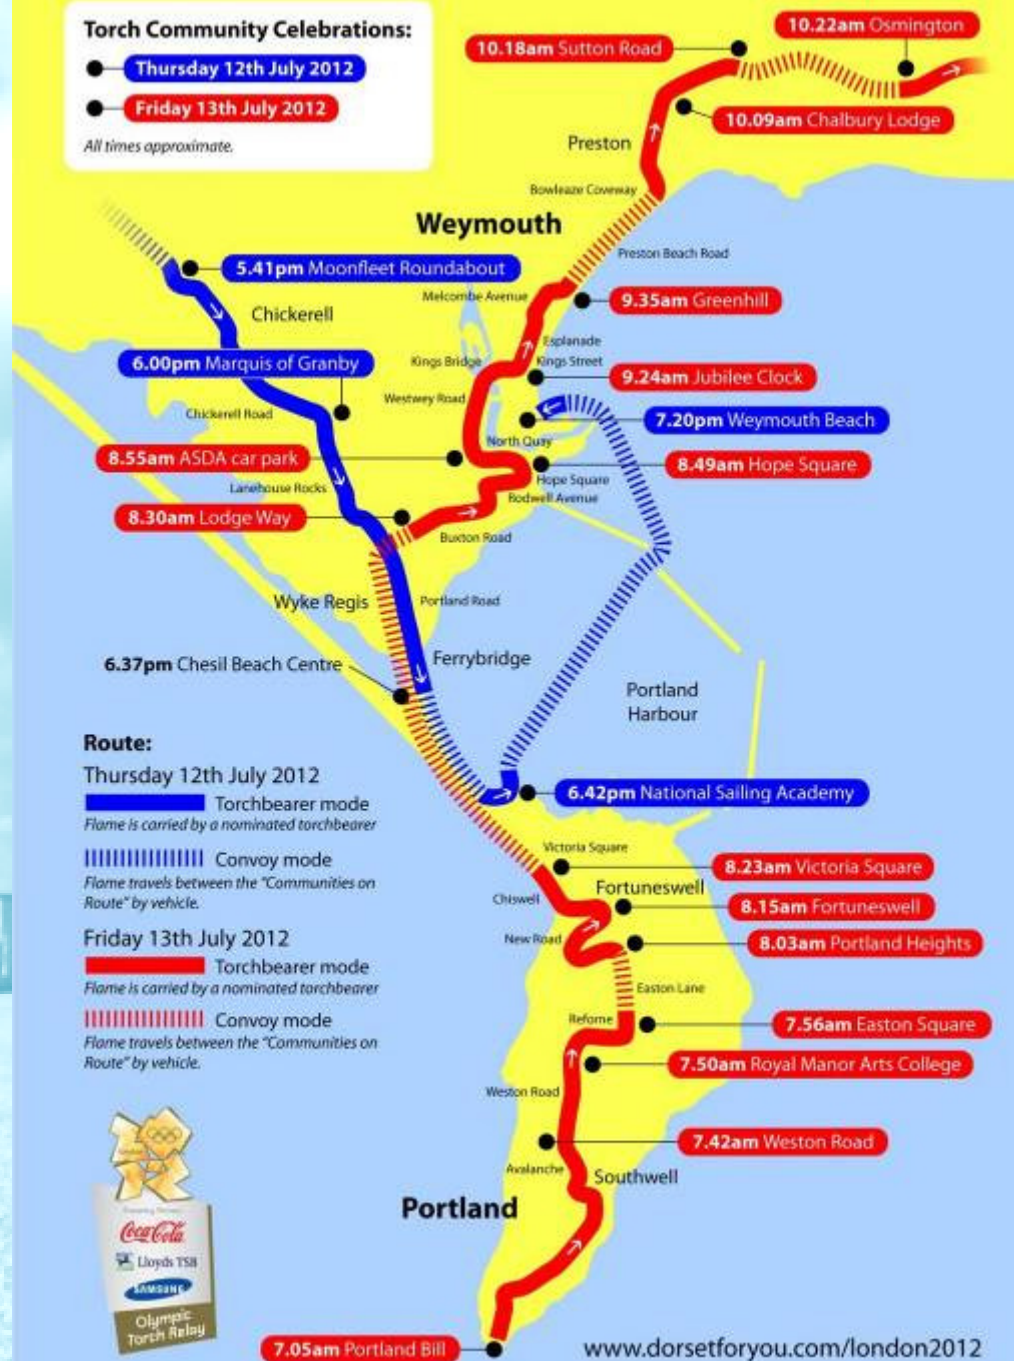 Torch Community Celebrations:
Thursday 12th July 2012
Friday 13th July 2012
All times approximate.
10.22am Osmington
10.18am Sutton Road
10.09am Chalbury Lodge
Preston
Bowleaze Coveway
Weymouth
Preston Beach Road
5.41pm Moonfleet Roundabout
Melcombe Avenue
9.35am Greenhill
Chickerell
Esplanade
6.00pm Marquis of Granby
Kings Bridge
Kings Street
9.24am Jubilee Clock
Westwey Road
Chickerell Road
7.20pm Weymouth Beach
North Quay
8.55am ASDA car park
8.49am Hope Square
Hope Square
Lanehouse Rocks
Rodwell Avenue
8.30am Lodge Way
Buxton Road
Wyke Regis
Portland Road
6.37pm Chesil Beach Centre
Ferrybridge
Portland
Harbour
Route:
Thursday 12th July 2012
Torchbearer mode
Flame is carried by a nominated torchbearer
Convoy mode
Flame travels between the "Communities on
Route" by vehicle.
Friday 13th July 2012
Torchbearer mode
Flame is carried by a nominated torchbearer
Convoy mode
Flame travels between the "Communities on
Route" by vehicle.
6.42pm National Sailing Academy
Victoria Square
8.23am Victoria Square
Fortuneswell
Chiswell
8.15am Fortuneswell
New Road
8.03am Portland Heights
Easton Lane
Reforne
7.56am Easton Square
7.50am Royal Manor Arts College
Weston Road
7.42am Weston Road
Avalanche
Southwell
Portland
London
Coca-Cola
Lloyds TSB
SAMSUNG
Olympic
Torch Relay
7.05am Portland Bill
www.dorsetforyou.com/london2012